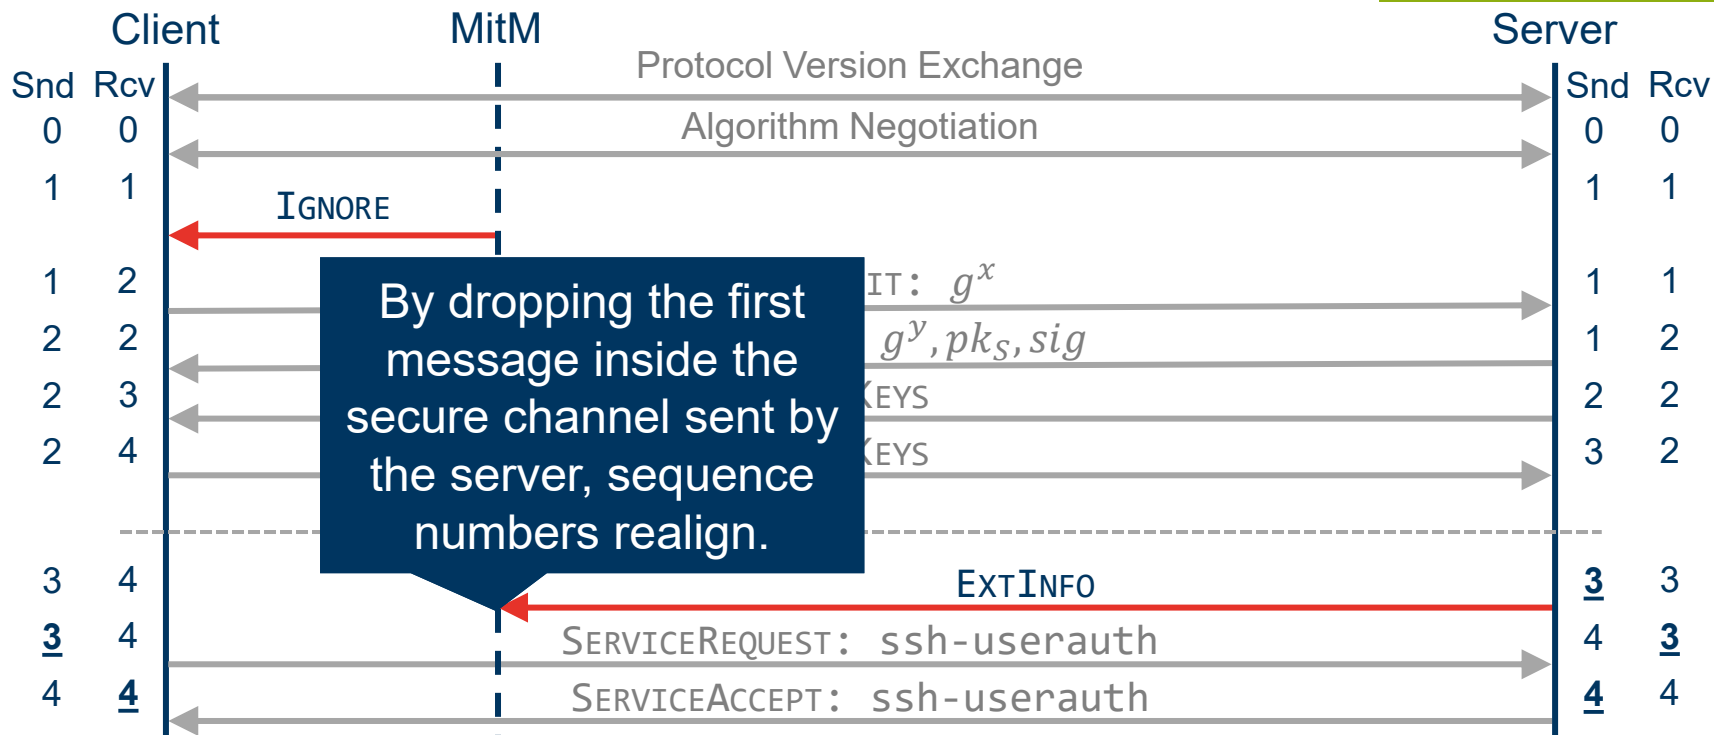 Client MitM Server
Snd Rcv Protocol Version Exchange Snd Rcv
0 0 Algorithm Negotiation 0 0
1 1 1 1
IGNORE
1 2 IT: g^x 1 1
2 2 g^y, pk_S, sig 1 2
2 3 KEYS 2 2
2 4 KEYS 3 2
By dropping the first
message inside the
secure channel sent by
the server, sequence
numbers realign.
3 4 EXTINFO 3 3
3 4 SERVICEREQUEST: ssh-userauth 4 3
4 4 SERVICEACCEPT: ssh-userauth 4 4